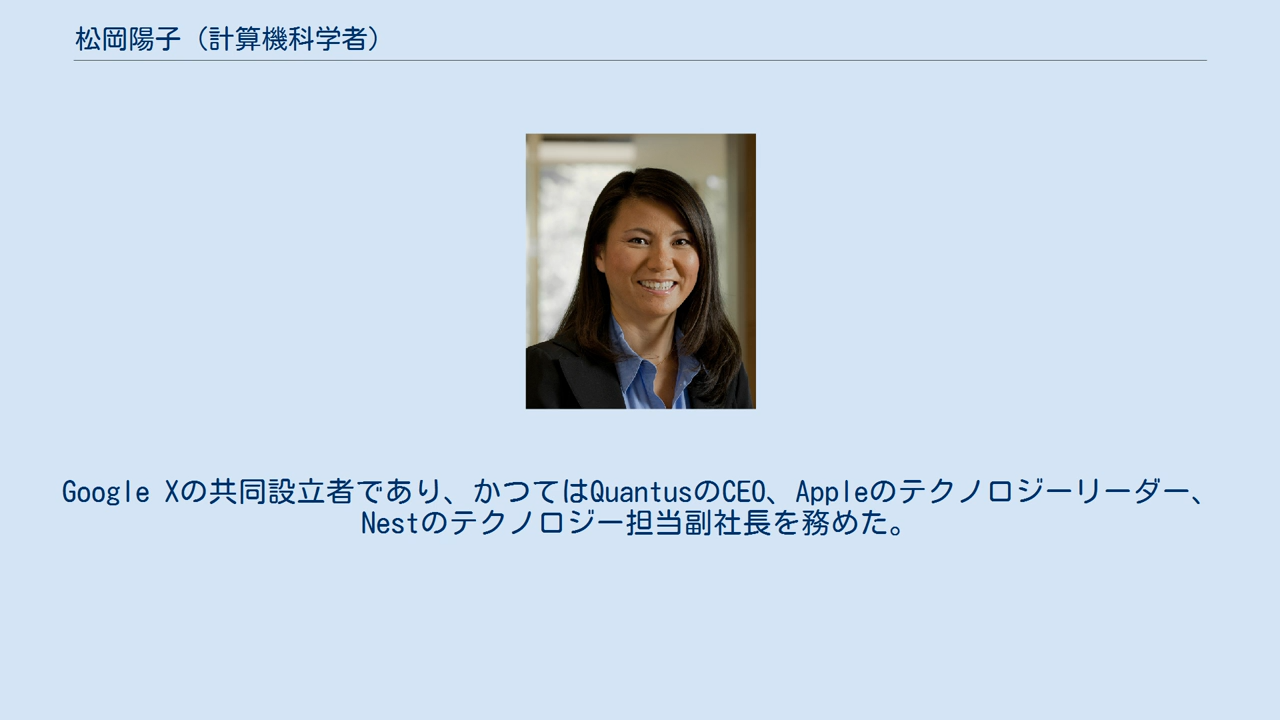 松岡陽子（計算機科学者）
Google Xの共同設立者であり、かつてはQuantusのCEO、Appleのテクノロジーリーダー、
Nestのテクノロジー担当副社長を務めた。